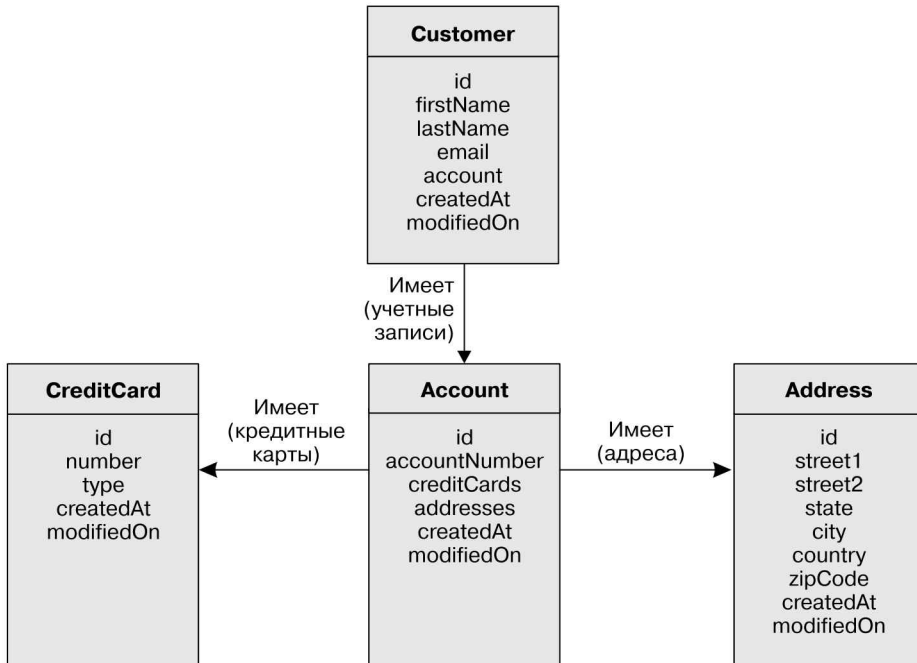 Customer
id
firstName
lastName
email
account
createdAt
modifiedOn
Имеет
(учетные
записи)
CreditCard
id
number
type
createdAt
modifiedOn
Имеет
(кредитные
карты)
Account
id
accountNumber
creditCards
addresses
createdAt
modifiedOn
Имеет
(адреса)
Address
id
street1
street2
state
city
country
zipCode
createdAt
modifiedOn